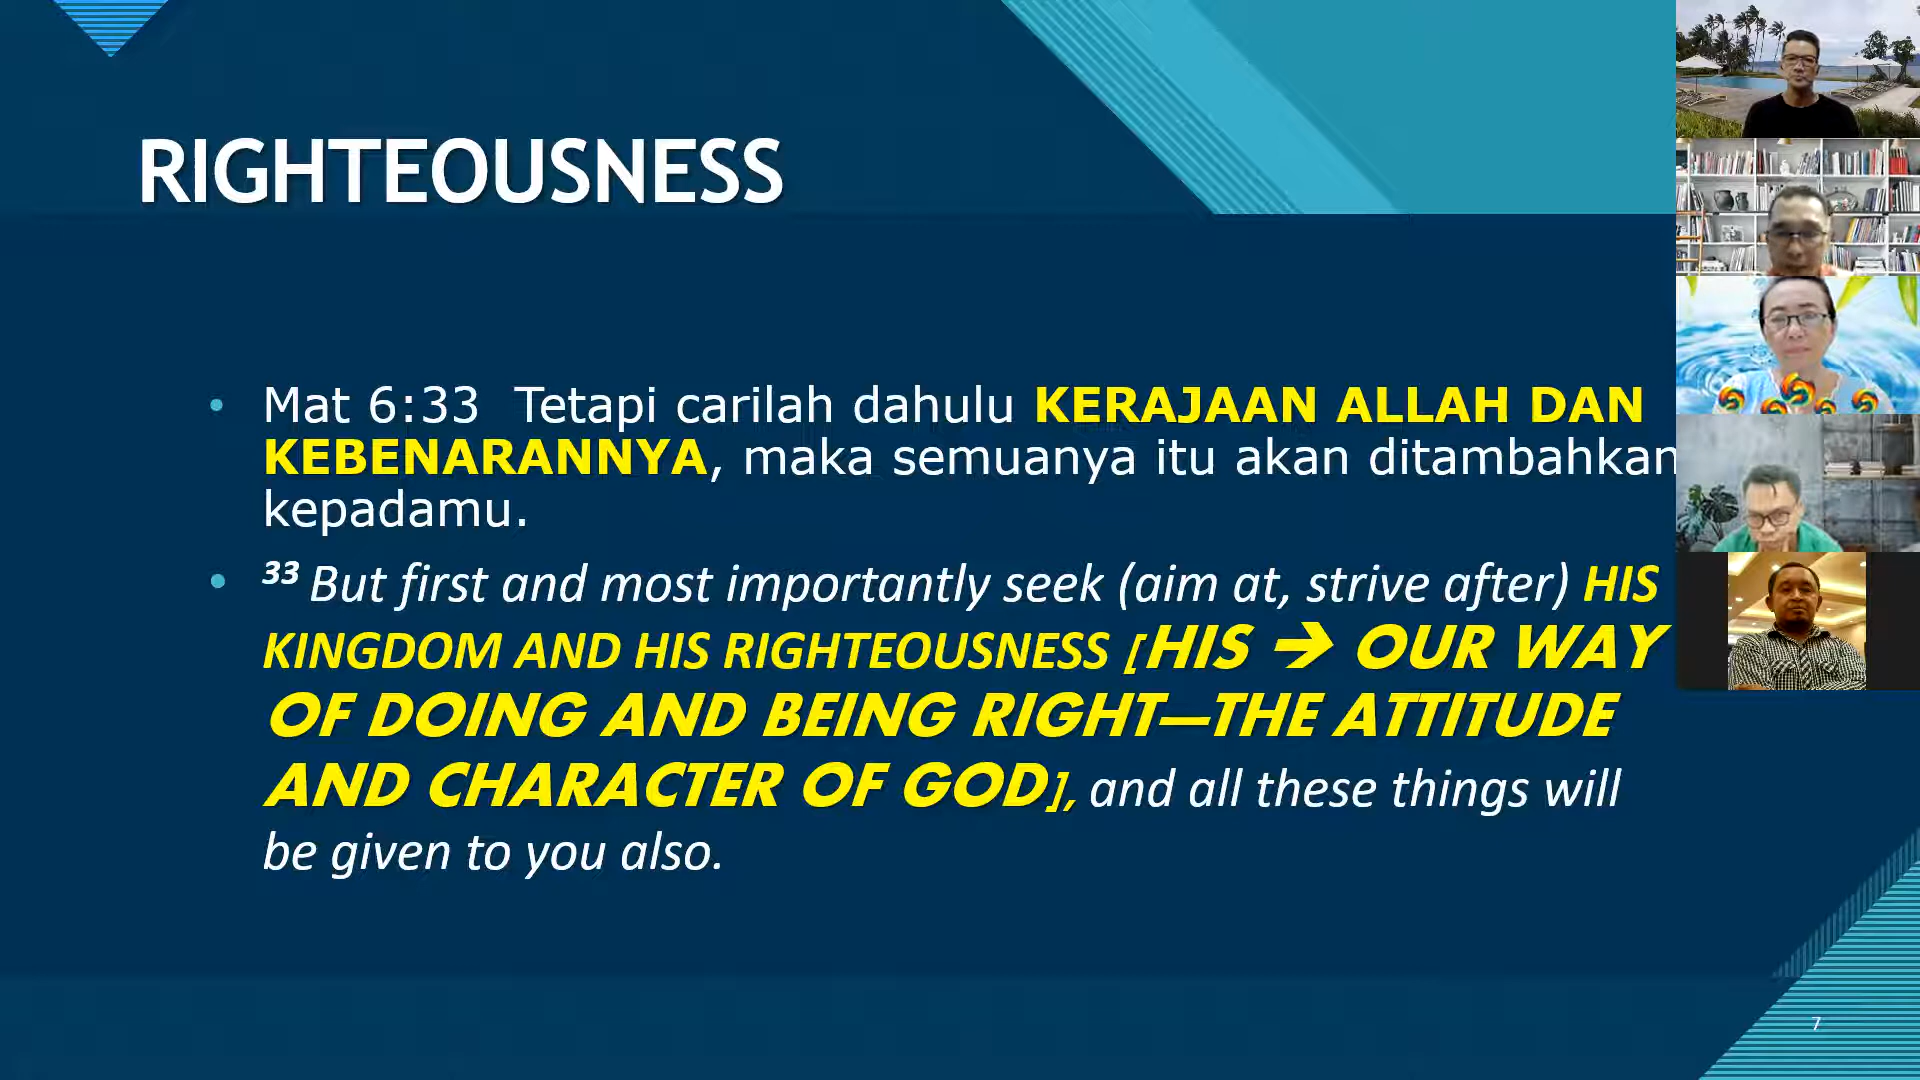 RIGHTEOUSNESS
• Mat 6:33  Tetapi carilah dahulu KERAJAAN ALLAH DAN
KEBENARANNYA, maka semuanya itu akan ditambahkan
kepadamu.
• 33 But first and most importantly seek (aim at, strive after) HIS
KINGDOM AND HIS RIGHTEOUSNESS [HIS → OUR WAY
OF DOING AND BEING RIGHT—THE ATTITUDE
AND CHARACTER OF GOD], and all these things will
be given to you also.
7